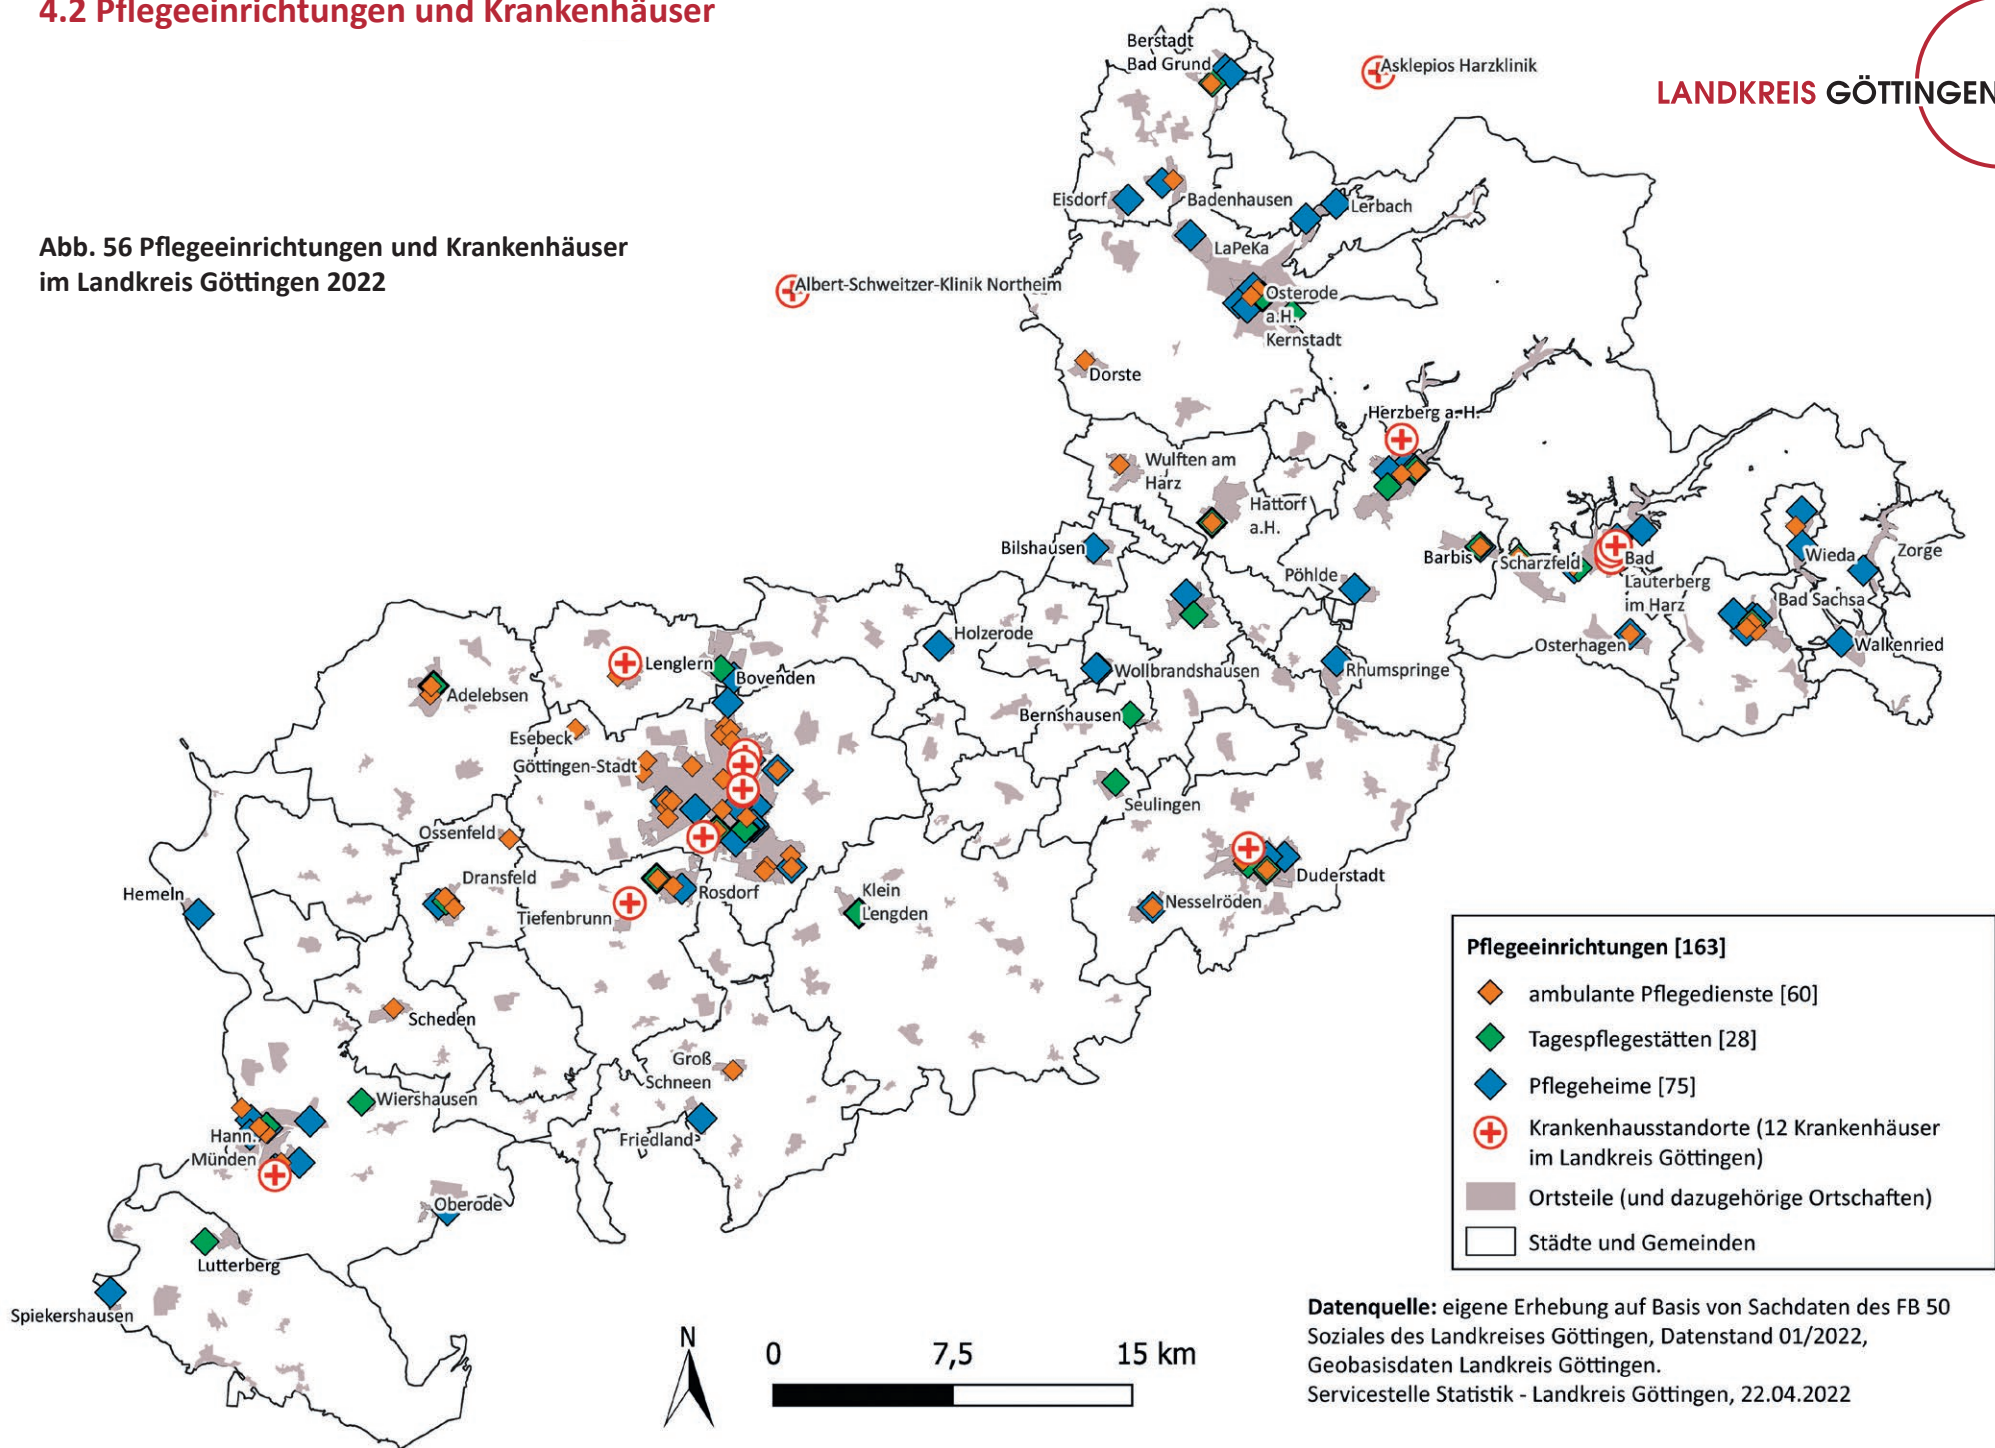 4.2 Pflegeeinrichtungen und Krankenhäuser
LANDKREIS GÖTTINGEN
Abb. 56 Pflegeeinrichtungen und Krankenhäuser
im Landkreis Göttingen 2022
Berstadt
Bad Grund
Asklepios Harzklinik
Eisdorf
Badenhausen
Lerbach
LaPeKa
Albert-Schweitzer-Klinik Northeim
Osterode
a.H.
Kernstadt
Dorste
Herzberg a.H.
Wulften am
Harz
Hattorf
a.H.
Bilshausen
Barbis
Scharzfeld
Bad
Lauterberg
im Harz
Wieda
Zorge
Pöhlde
Bad Sachsa
Holzerode
Osterhagen
Walkenried
Lenglern
Bovenden
Wollbrandshausen
Rhumspringe
Adelebsen
Bernshausen
Esebeck
Göttingen-Stadt
Seulingen
Ossenfeld
Dransfeld
Duderstadt
Hemeln
Rosdorf
Klein
Lengden
Tiefenbrunn
Nesselröden
Scheden
Groß
Schneen
Wiershausen
Hann.
Münden
Friedland
Oberode
Lutterberg
Spiekershausen
Pflegeeinrichtungen [163]
ambulante Pflegedienste [60]
Tagespflegestätten [28]
Pflegeheime [75]
Krankenhausstandorte (12 Krankenhäuser
im Landkreis Göttingen)
Ortsteile (und dazugehörige Ortschaften)
Städte und Gemeinden
N
0 7,5 15 km
Datenquelle: eigene Erhebung auf Basis von Sachdaten des FB 50
Soziales des Landkreises Göttingen, Datenstand 01/2022,
Geobasisdaten Landkreis Göttingen.
Servicestelle Statistik - Landkreis Göttingen, 22.04.2022